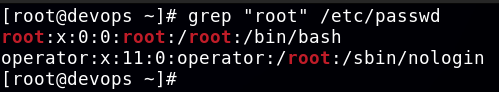 [root@devops ~]# grep "root" /etc/passwd
root:x:0:0:root:/root:/bin/bash
operator:x:11:0:operator:/root:/sbin/nologin
[root@devops ~]#